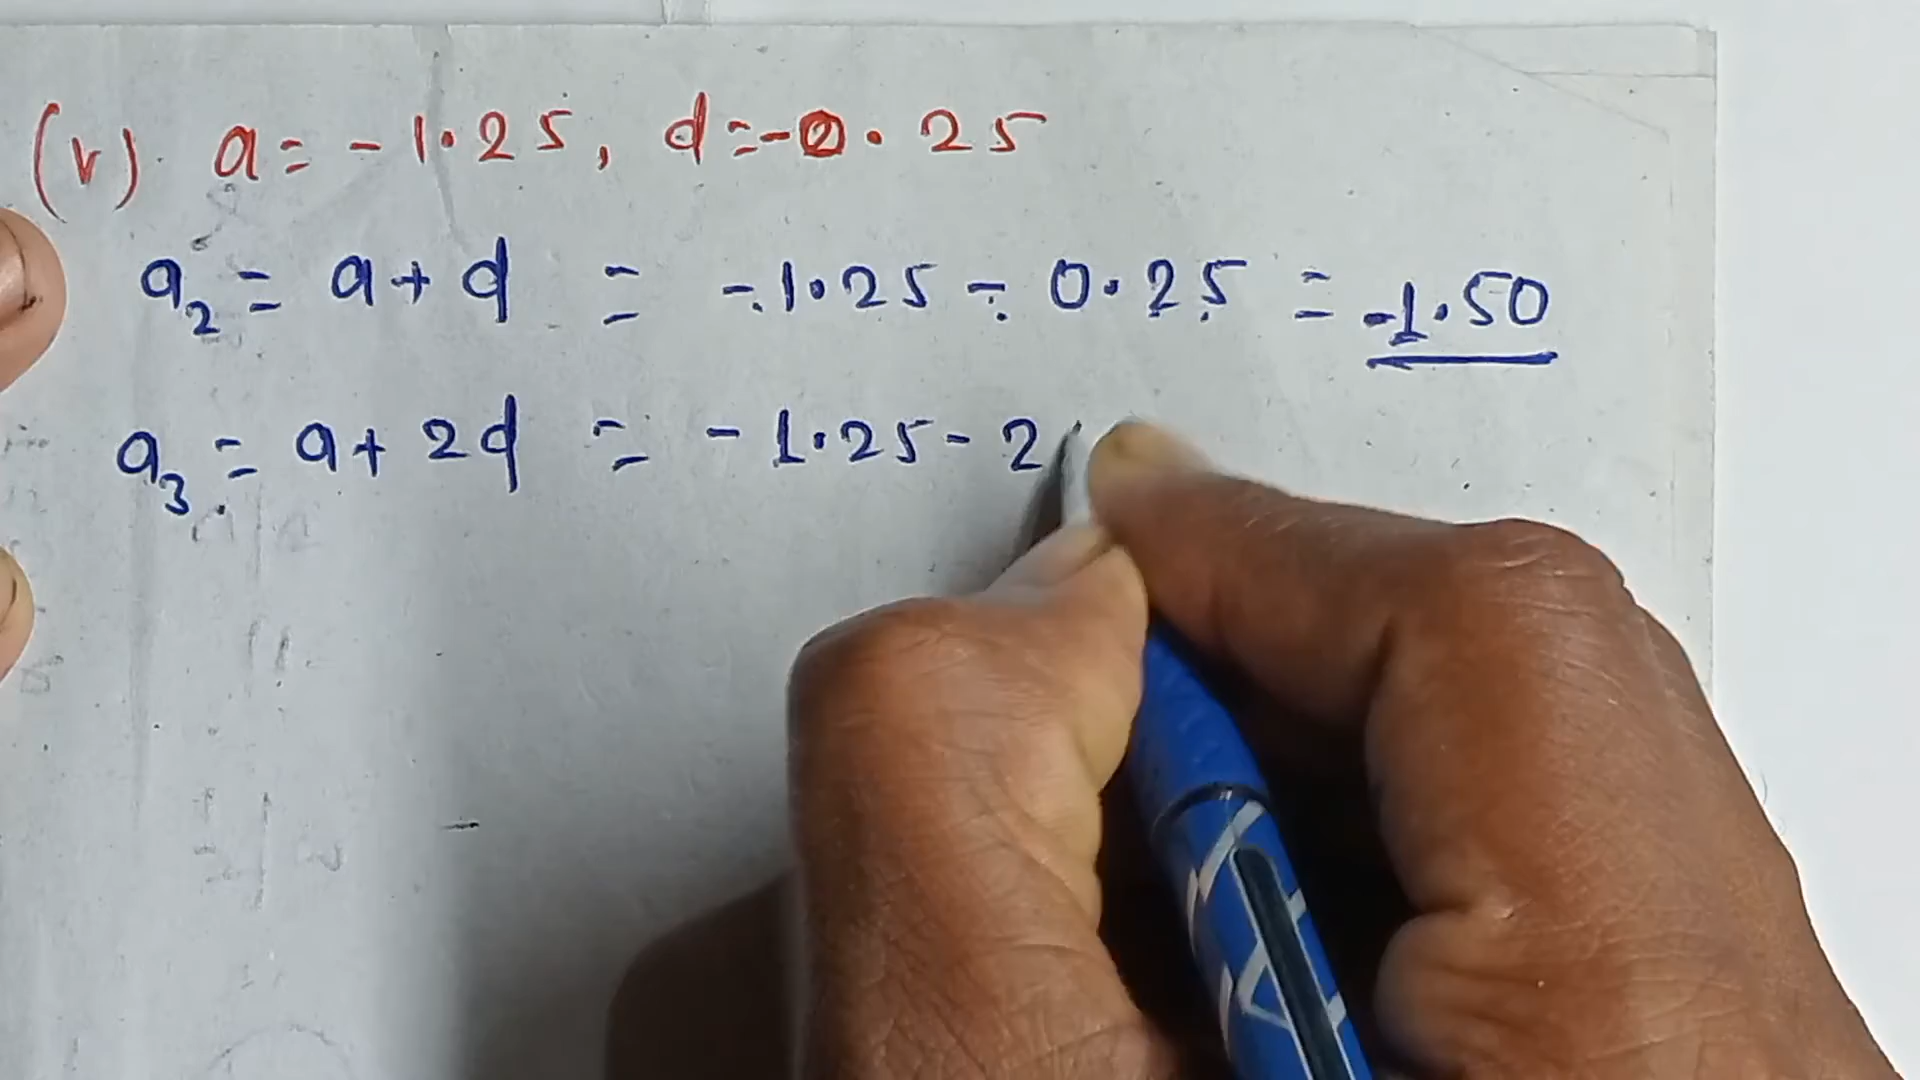 (v). a = -1.25, d = -0.25
a₂ = a + d = -1.25 - 0.25 = -1.50
a₃ = a + 2d = -1.25 - 2